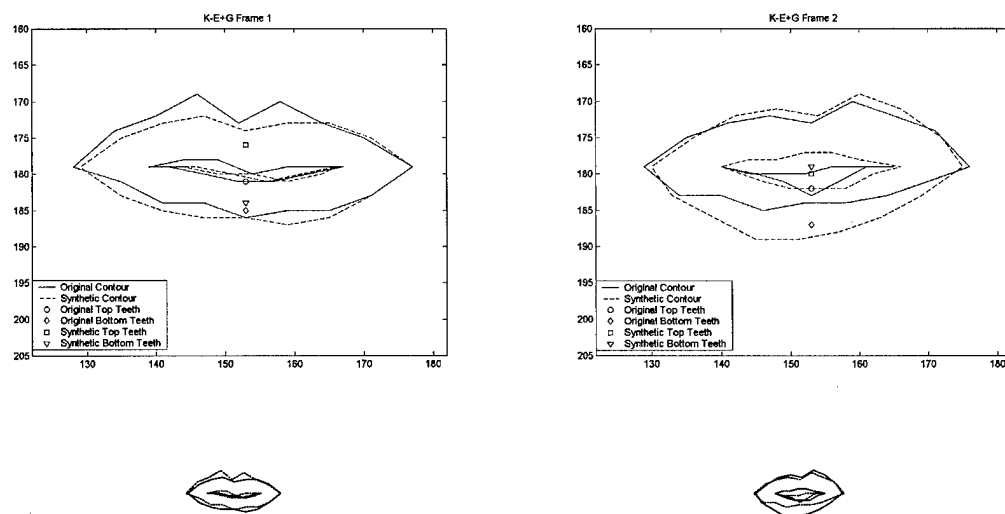 K-E+G Frame 1
160
165
170
175
180
185
190
195
200
205
130
140
150
160
170
180
Original Contour
Synthetic Contour
Original Top Teeth
Original Bottom Teeth
Synthetic Top Teeth
Synthetic Bottom Teeth
K-E+G Frame 2
160
165
170
175
180
185
190
195
200
205
130
140
150
160
170
180
Original Contour
Synthetic Contour
Original Top Teeth
Original Bottom Teeth
Synthetic Top Teeth
Synthetic Bottom Teeth